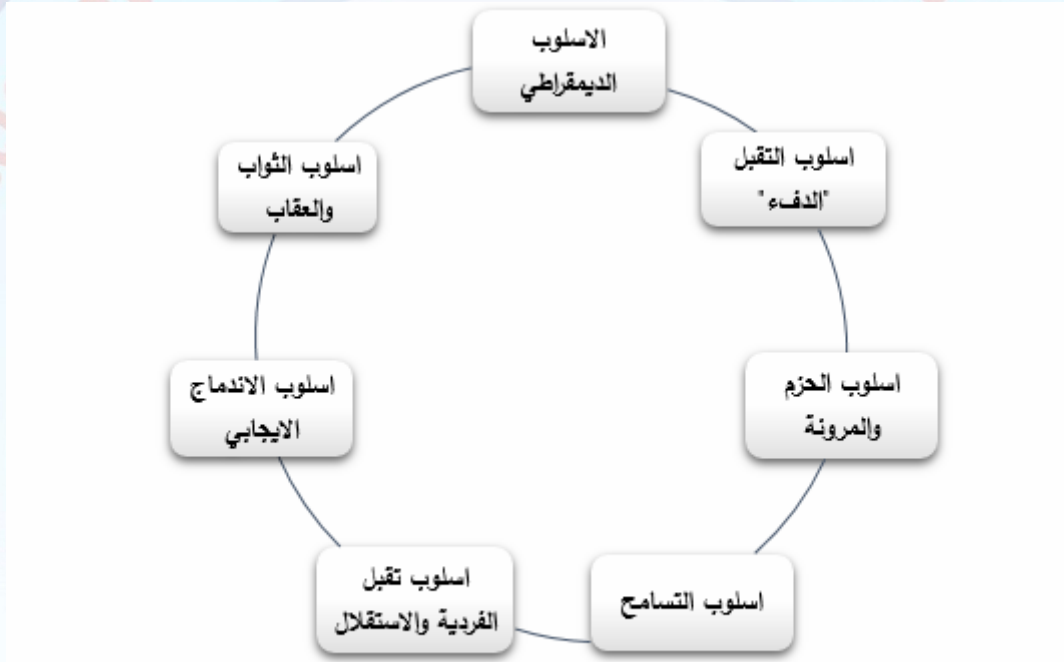 الاسلوب
الديمقراطي
اسلوب التقبل
"الدفء"
اسلوب الحزم
والمرونة
اسلوب التسامح
اسلوب تقبل
الفردية والاستقلال
اسلوب الاندماج
الايجابي
اسلوب الثواب
والعقاب